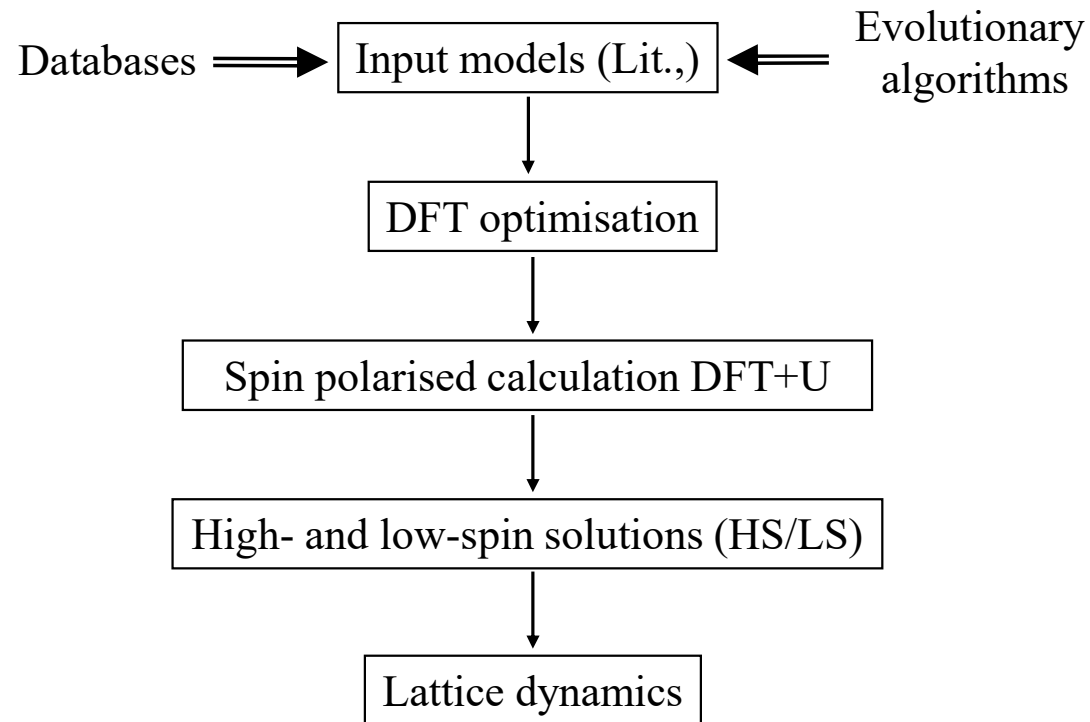 Databases
Input models (Lit.,)
Evolutionary
algorithms
DFT optimisation
Spin polarised calculation DFT+U
High- and low-spin solutions (HS/LS)
Lattice dynamics